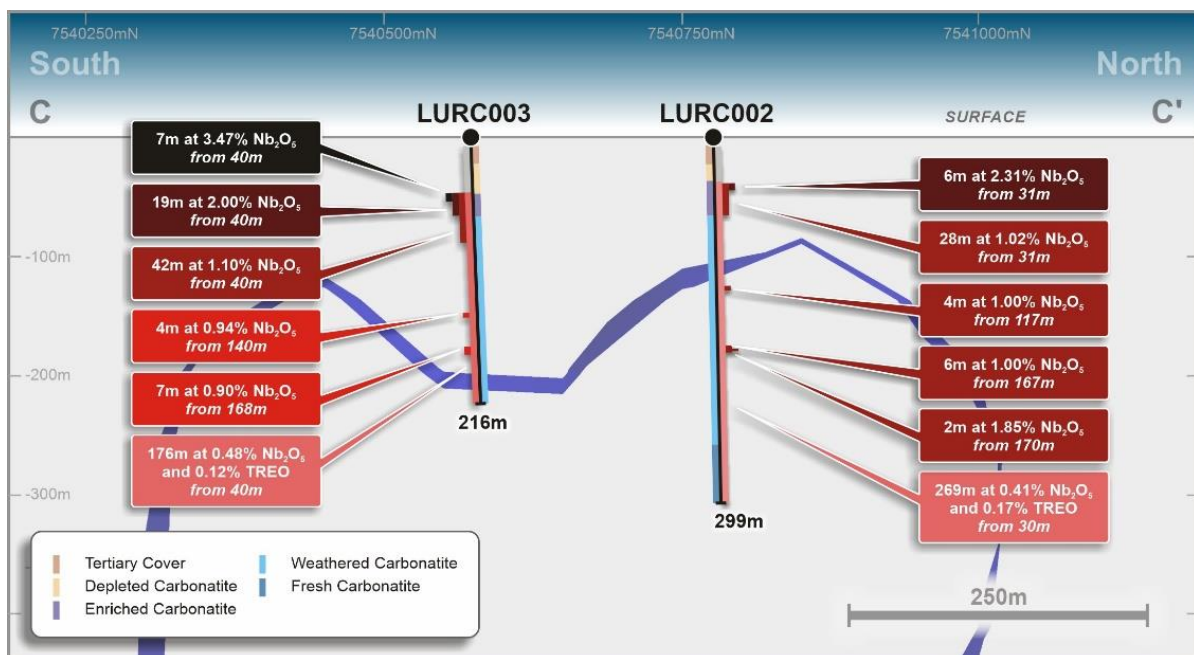 7540250mN 7540500mN 7540750mN 7541000mN
South North
C LURC003 LURC002 SURFACE C'
7m at 3.47% Nb₂O₅
from 40m
19m at 2.00% Nb₂O₅
from 40m
42m at 1.10% Nb₂O₅
from 40m
4m at 0.94% Nb₂O₅
from 140m
7m at 0.90% Nb₂O₅
from 168m
176m at 0.48% Nb₂O₅
and 0.12% TREO
from 40m
6m at 2.31% Nb₂O₅
from 31m
28m at 1.02% Nb₂O₅
from 31m
4m at 1.00% Nb₂O₅
from 117m
6m at 1.00% Nb₂O₅
from 167m
2m at 1.85% Nb₂O₅
from 170m
269m at 0.41% Nb₂O₅
and 0.17% TREO
from 30m
-100m
-200m
-300m
216m
299m
Tertiary Cover
Depleted Carbonatite
Enriched Carbonatite
Weathered Carbonatite
Fresh Carbonatite
250m